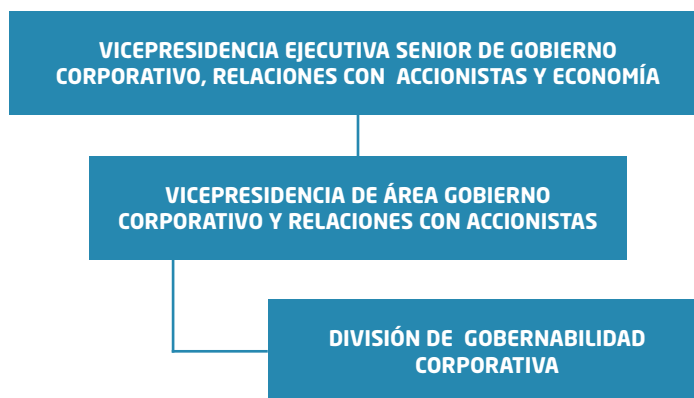 VICEPRESIDENCIA EJECUTIVA SENIOR DE GOBIERNO
CORPORATIVO, RELACIONES CON ACCIONISTAS Y ECONOMÍA
VICEPRESIDENCIA DE ÁREA GOBIERNO
CORPORATIVO Y RELACIONES CON ACCIONISTAS
DIVISIÓN DE GOBERNABILIDAD
CORPORATIVA